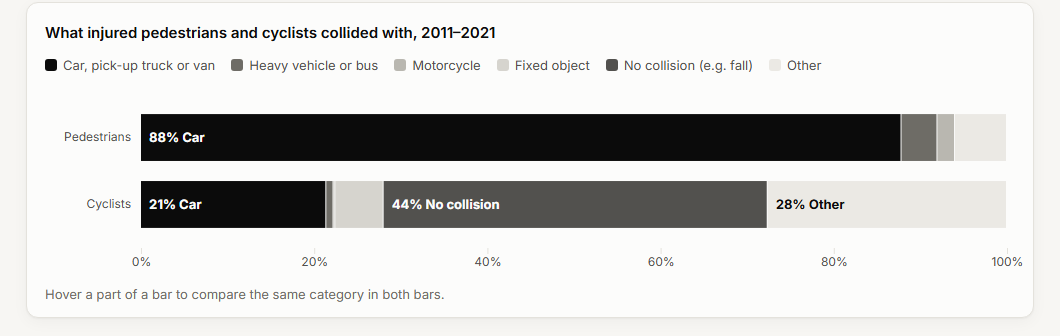 What injured pedestrians and cyclists collided with, 2011–2021
Car, pick-up truck or van Heavy vehicle or bus Motorcycle Fixed object No collision (e.g. fall) Other
Pedestrians 88% Car
Cyclists 21% Car 44% No collision 28% Other
0% 20% 40% 60% 80% 100%
Hover a part of a bar to compare the same category in both bars.